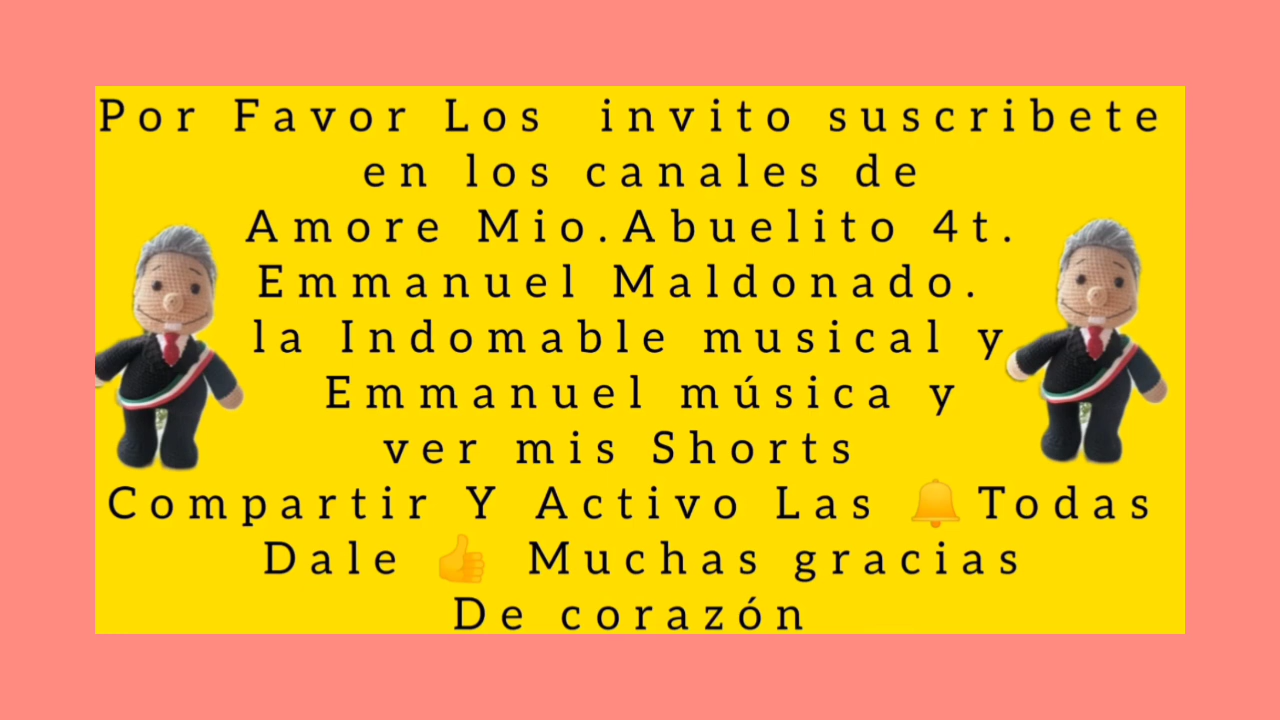 Por Favor Los invito suscribete
en los canales de
Amore Mio.Abuelito 4t.
Emmanuel Maldonado.
la Indomable musical y
Emmanuel música y
ver mis Shorts
Compartir Y Activo Las 🔔Todas
Dale 👍 Muchas gracias
De corazón